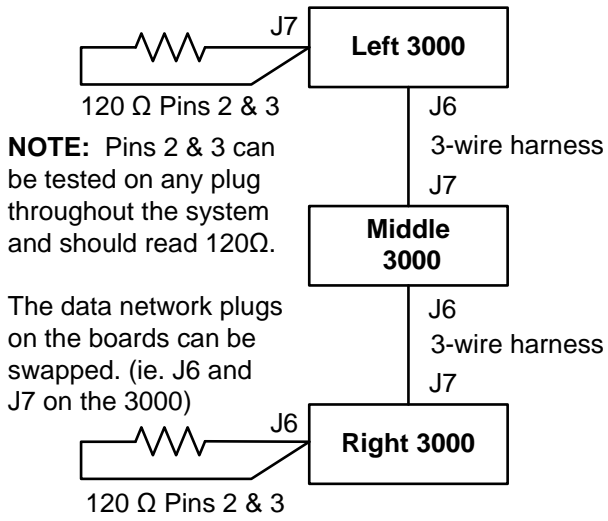 J7
Left 3000
120 Ω Pins 2 & 3
J6
3-wire harness
J7
NOTE: Pins 2 & 3 can
be tested on any plug
throughout the system
and should read 120Ω.
Middle
3000
The data network plugs
on the boards can be
swapped. (ie. J6 and
J7 on the 3000)
J6
3-wire harness
J7
J6
Right 3000
120 Ω Pins 2 & 3